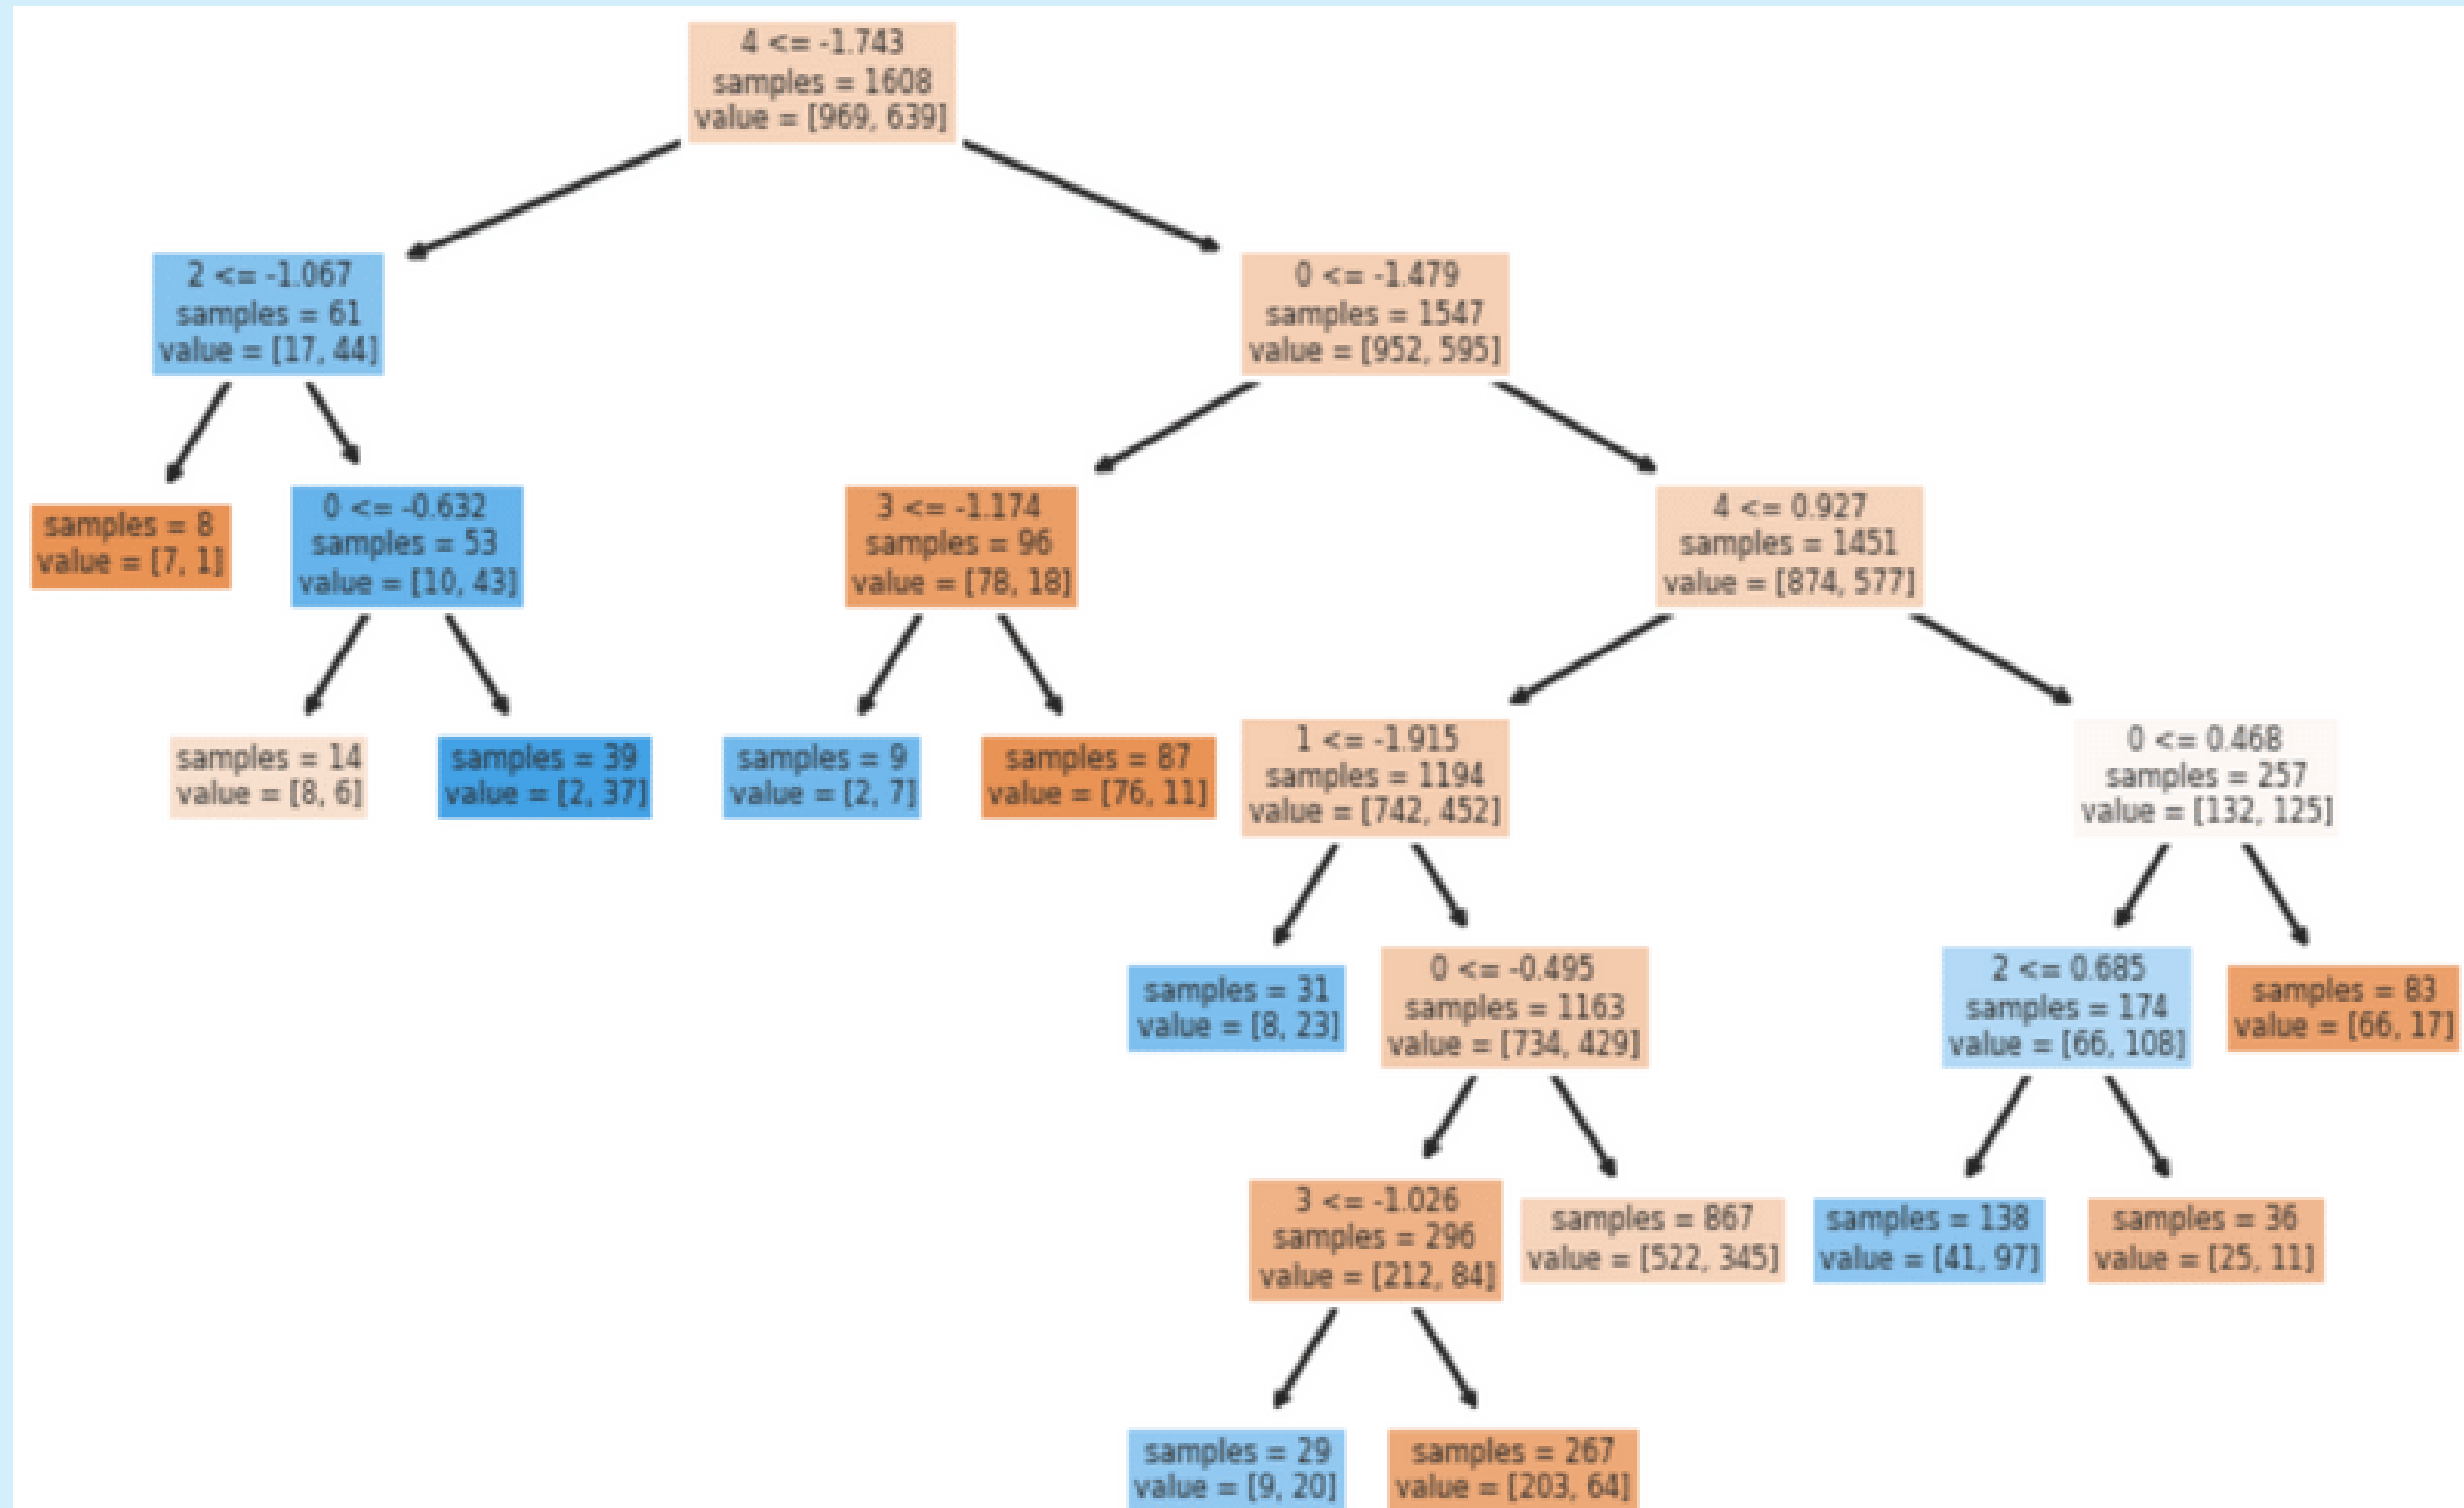 4 <= -1.743
samples = 1608
value = [969, 639]
2 <= -1.067
samples = 61
value = [17, 44]
0 <= -1.479
samples = 1547
value = [952, 595]
samples = 8
value = [7, 1]
0 <= -0.632
samples = 53
value = [10, 43]
3 <= -1.174
samples = 96
value = [78, 18]
4 <= 0.927
samples = 1451
value = [874, 577]
samples = 14
value = [8, 6]
samples = 39
value = [2, 37]
samples = 9
value = [2, 7]
samples = 87
value = [76, 11]
1 <= -1.915
samples = 1194
value = [742, 452]
0 <= 0.468
samples = 257
value = [132, 125]
samples = 31
value = [8, 23]
0 <= -0.495
samples = 1163
value = [734, 429]
2 <= 0.685
samples = 174
value = [66, 108]
samples = 83
value = [66, 17]
3 <= -1.026
samples = 296
value = [212, 84]
samples = 867
value = [522, 345]
samples = 138
value = [41, 97]
samples = 36
value = [25, 11]
samples = 29
value = [9, 20]
samples = 267
value = [203, 64]